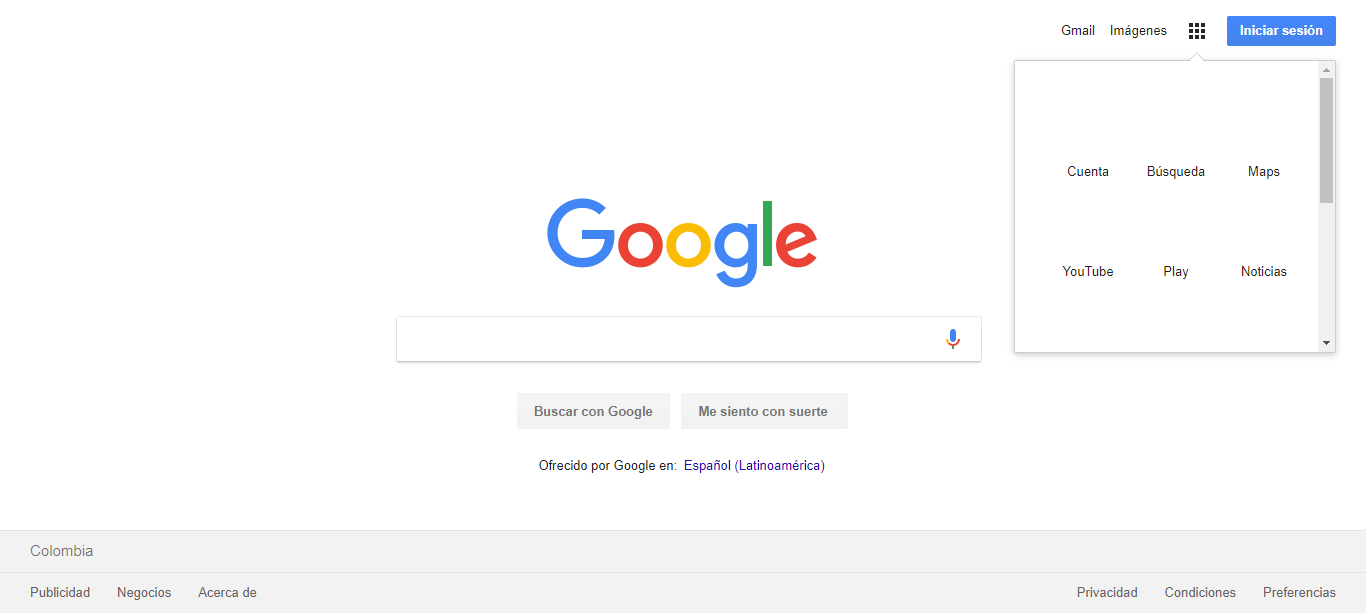 Gmail Imágenes Iniciar sesión
Cuenta Búsqueda Maps
YouTube Play Noticias
Google
Buscar con Google Me siento con suerte
Ofrecido por Google en: Español (Latinoamérica)
Colombia
Publicidad Negocios Acerca de Privacidad Condiciones Preferencias